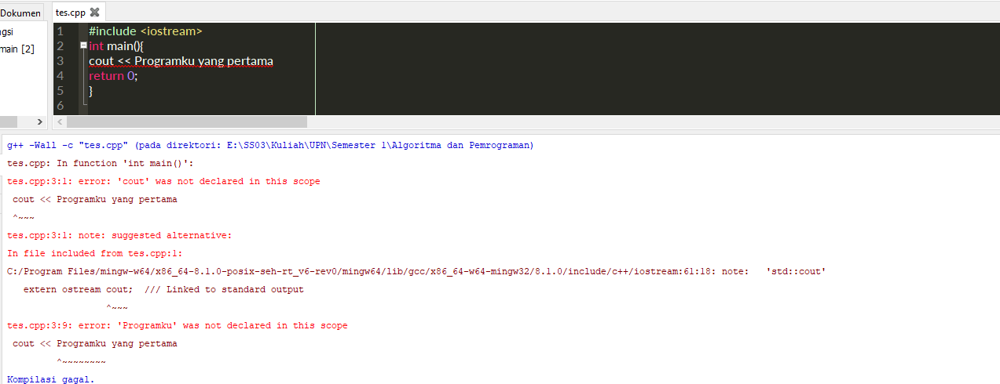 Dokumen
tes.cpp
ngsi
main [2]
1 #include <iostream>
2 int main(){
3 cout << Programku yang pertama
4 return 0;
5 }
6
g++ -Wall -c "tes.cpp" (pada direktori: E:\SS03\Kuliah\UPN\Semester 1\Algoritma dan Pemrograman)
tes.cpp: In function 'int main()':
tes.cpp:3:1: error: 'cout' was not declared in this scope
cout << Programku yang pertama
^~~~
tes.cpp:3:1: note: suggested alternative:
In file included from tes.cpp:1:
C:/Program Files/mingw-w64/x86_64-8.1.0-posix-seh-rt_v6-rev0/mingw64/lib/gcc/x86_64-w64-mingw32/8.1.0/include/c++/iostream:61:18: note:   'std::cout'
extern ostream cout;  /// Linked to standard output
^~~~
tes.cpp:3:9: error: 'Programku' was not declared in this scope
cout << Programku yang pertama
^~~~~~~~~
Kompilasi gagal.